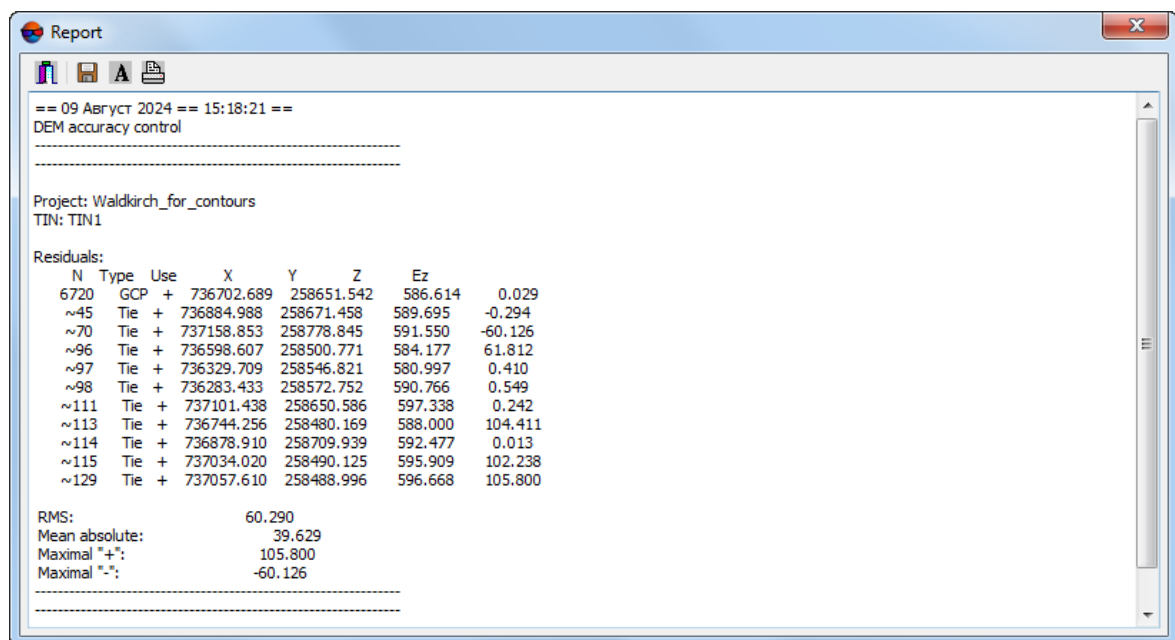 Report
== 09 Август 2024 == 15:18:21 ==
DEM accuracy control
-----------------------------------------------------------------
-----------------------------------------------------------------
Project: Waldkirch_for_contours
TIN: TIN1
Residuals:
N Type Use X Y Z Ez
6720 GCP + 736702.689 258651.542 586.614 0.029
~45 Tie + 736884.988 258671.458 589.695 -0.294
~70 Tie + 737158.853 258778.845 591.550 -60.126
~96 Tie + 736598.607 258500.771 584.177 61.812
~97 Tie + 736329.709 258546.821 580.997 0.410
~98 Tie + 736283.433 258572.752 590.766 0.549
~111 Tie + 737101.438 258650.586 597.338 0.242
~113 Tie + 736744.256 258480.169 588.000 104.411
~114 Tie + 736878.910 258709.939 592.477 0.013
~115 Tie + 737034.020 258490.125 595.909 102.238
~129 Tie + 737057.610 258488.996 596.668 105.800
RMS: 60.290
Mean absolute: 39.629
Maximal "+": 105.800
Maximal "-": -60.126
-----------------------------------------------------------------
-----------------------------------------------------------------